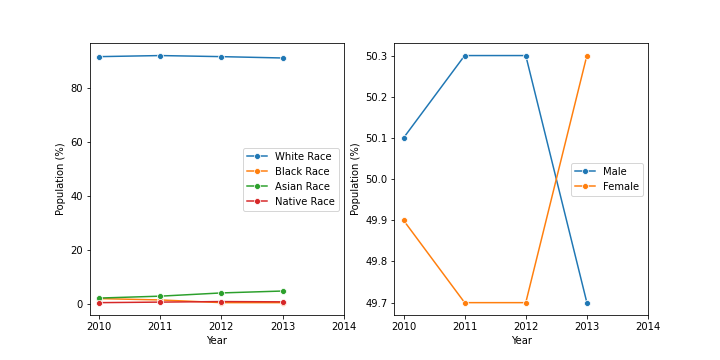 80
60
40
20
0
Population (%)
2010 2011 2012 2013 2014
Year
White Race
Black Race
Asian Race
Native Race
50.3
50.2
50.1
50.0
49.9
49.8
49.7
Population (%)
2010 2011 2012 2013 2014
Year
Male
Female